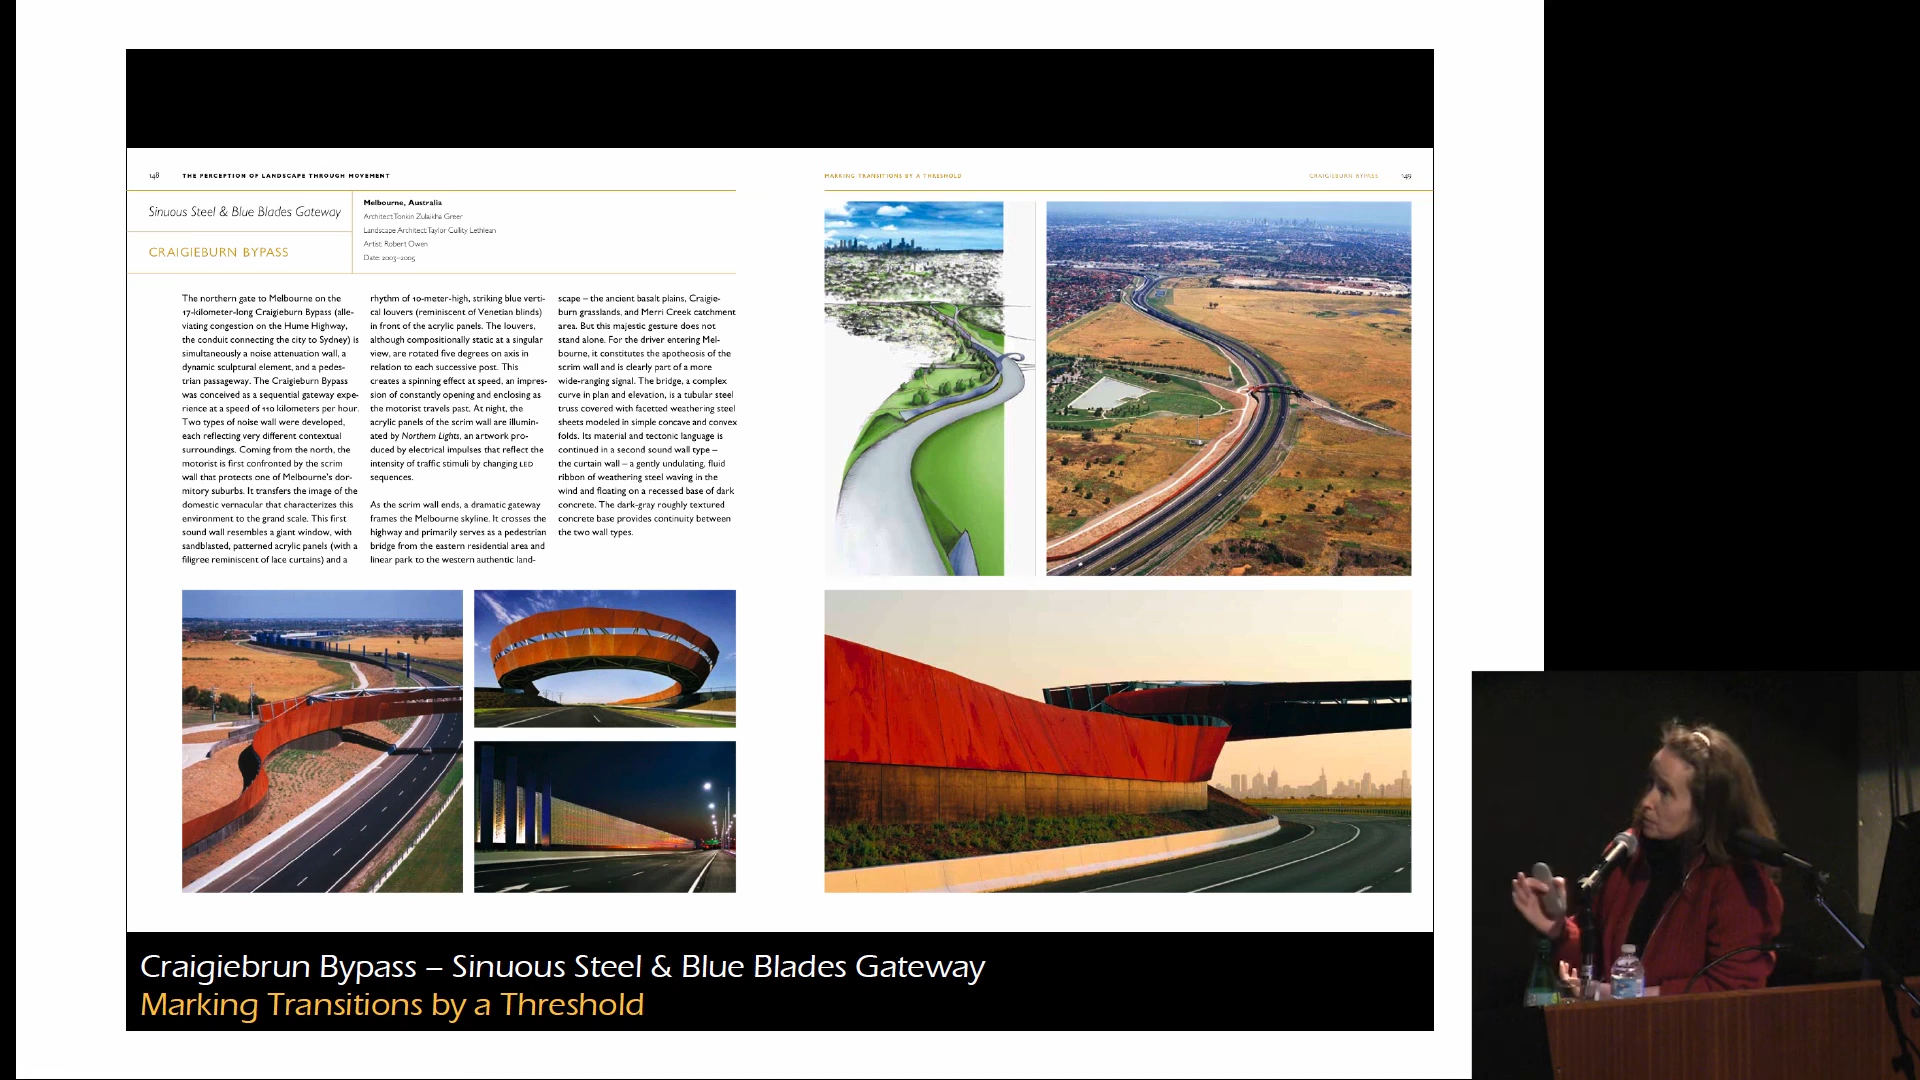 148 THE PERCEPTION OF LANDSCAPE THROUGH MOVEMENT
MARKING TRANSITIONS BY A THRESHOLD
CRAIGIEBURN BYPASS 149
Sinuous Steel & Blue Blades Gateway
CRAIGIEBURN BYPASS
Melbourne, Australia
Architect: Tonkin Zulaikha Greer
Landscape Architect: Taylor Cullity Lethlean
Artist: Robert Owen
Date: 2003–2005
The northern gate to Melbourne on the
17-kilometer-long Craigieburn Bypass (alle-
viating congestion on the Hume Highway,
the conduit connecting the city to Sydney) is
simultaneously a noise attenuation wall, a
dynamic sculptural element, and a pedes-
trian passageway. The Craigieburn Bypass
was conceived as a sequential gateway expe-
rience at a speed of 110 kilometers per hour.
Two types of noise wall were developed,
each reflecting very different contextual
surroundings. Coming from the north, the
motorist is first confronted by the scrim
wall that protects one of Melbourne's dor-
mitory suburbs. It transfers the image of the
domestic vernacular that characterizes this
environment to the grand scale. This first
sound wall resembles a giant window, with
sandblasted, patterned acrylic panels (with a
filigree reminiscent of lace curtains) and a
rhythm of 10-meter-high, striking blue verti-
cal louvers (reminiscent of Venetian blinds)
in front of the acrylic panels. The louvers,
although compositionally static at a singular
view, are rotated five degrees on axis in
relation to each successive post. This
creates a spinning effect at speed, an impres-
sion of constantly opening and enclosing as
the motorist travels past. At night, the
acrylic panels of the scrim wall are illumin-
ated by Northern Lights, an artwork pro-
duced by electrical impulses that reflect the
intensity of traffic stimuli by changing LED
sequences.
As the scrim wall ends, a dramatic gateway
frames the Melbourne skyline. It crosses the
highway and primarily serves as a pedestrian
bridge from the eastern residential area and
linear park to the western authentic land-
scape – the ancient basalt plains, Craigie-
burn grasslands, and Merri Creek catchment
area. But this majestic gesture does not
stand alone. For the driver entering Mel-
bourne, it constitutes the apotheosis of the
scrim wall and is clearly part of a more
wide-ranging signal. The bridge, a complex
curve in plan and elevation, is a tubular steel
truss covered with facetted weathering steel
sheets modeled in simple concave and convex
folds. Its material and tectonic language is
continued in a second sound wall type –
the curtain wall – a gently undulating, fluid
ribbon of weathering steel waving in the
wind and floating on a recessed base of dark
concrete. The dark-gray roughly textured
concrete base provides continuity between
the two wall types.
Craigiebrun Bypass – Sinuous Steel & Blue Blades Gateway
Marking Transitions by a Threshold